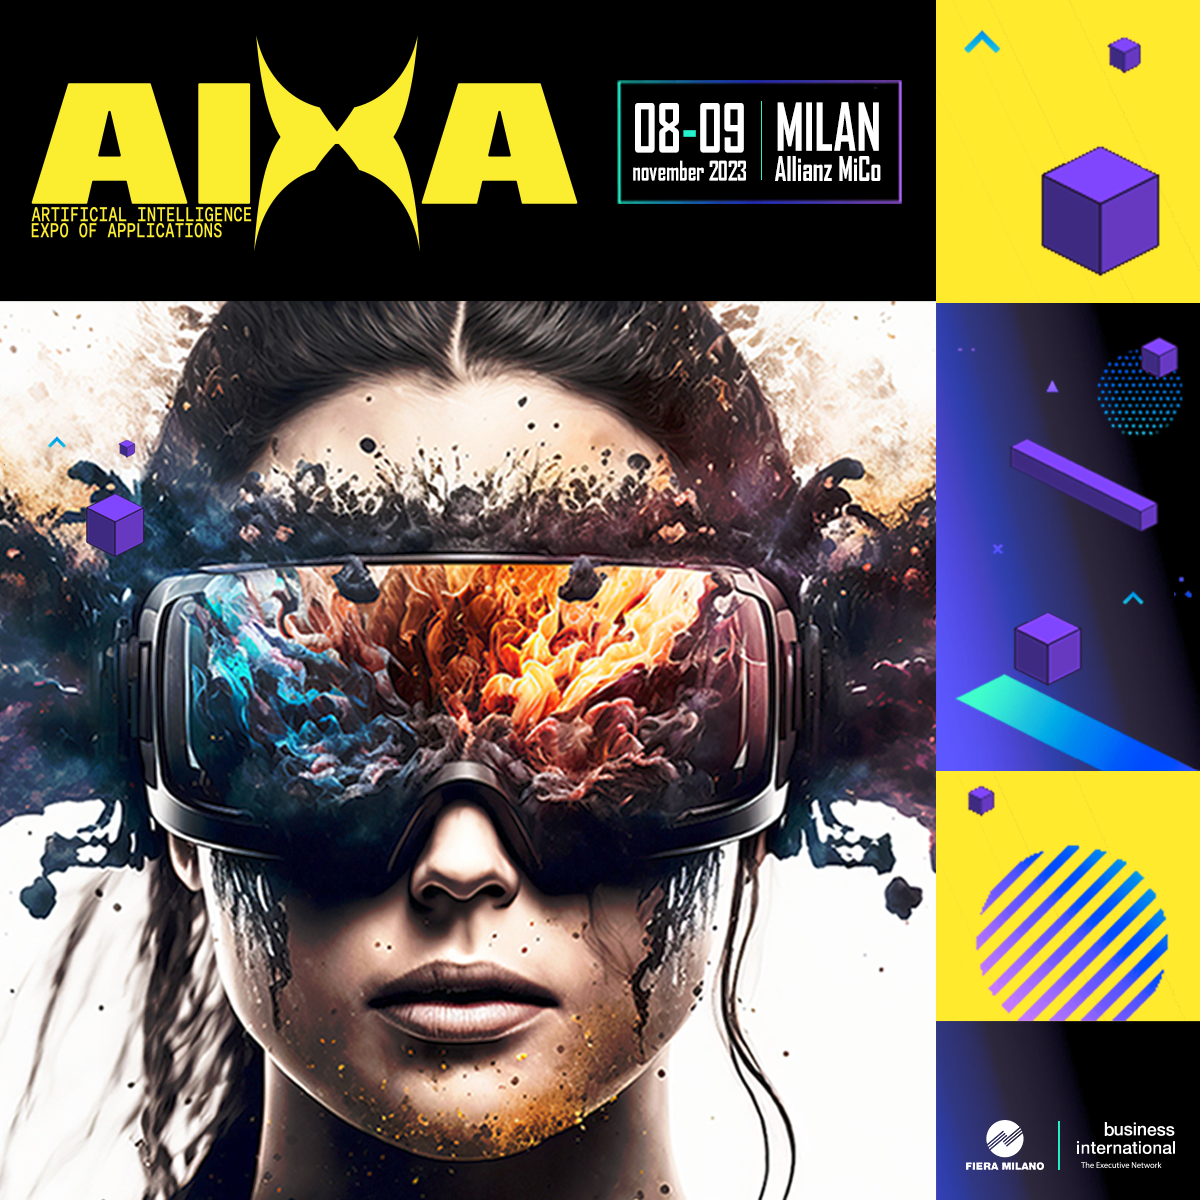 AIXA
ARTIFICIAL INTELLIGENCE
EXPO OF APPLICATIONS
08-09
november 2023
MILAN
Allianz MiCo
FIERA MILANO
business
international
The Executive Network